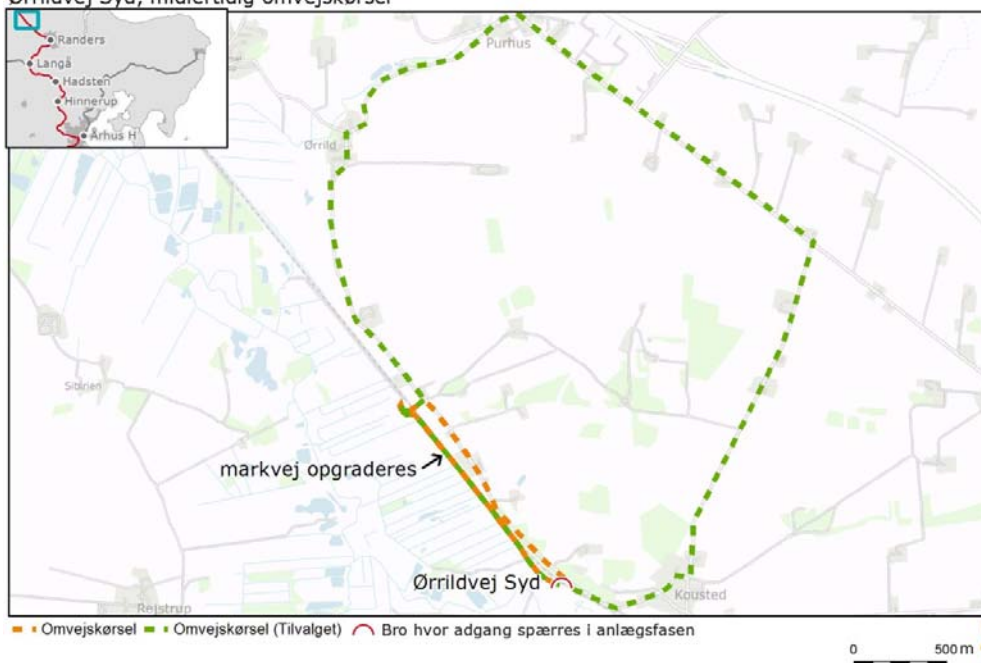 Ørrildvej Syd, midlertidig omvejskørsel
Randers
Langå
Hadsten
Hinnerup
Århus H
Purhus
Ørrild
Sibirien
markvej opgraderes
Ørrildvej Syd
Kousted
Rejstrup
Omvejskørsel
Omvejskørsel (Tilvalget)
Bro hvor adgang spærres i anlægsfasen
0 500 m